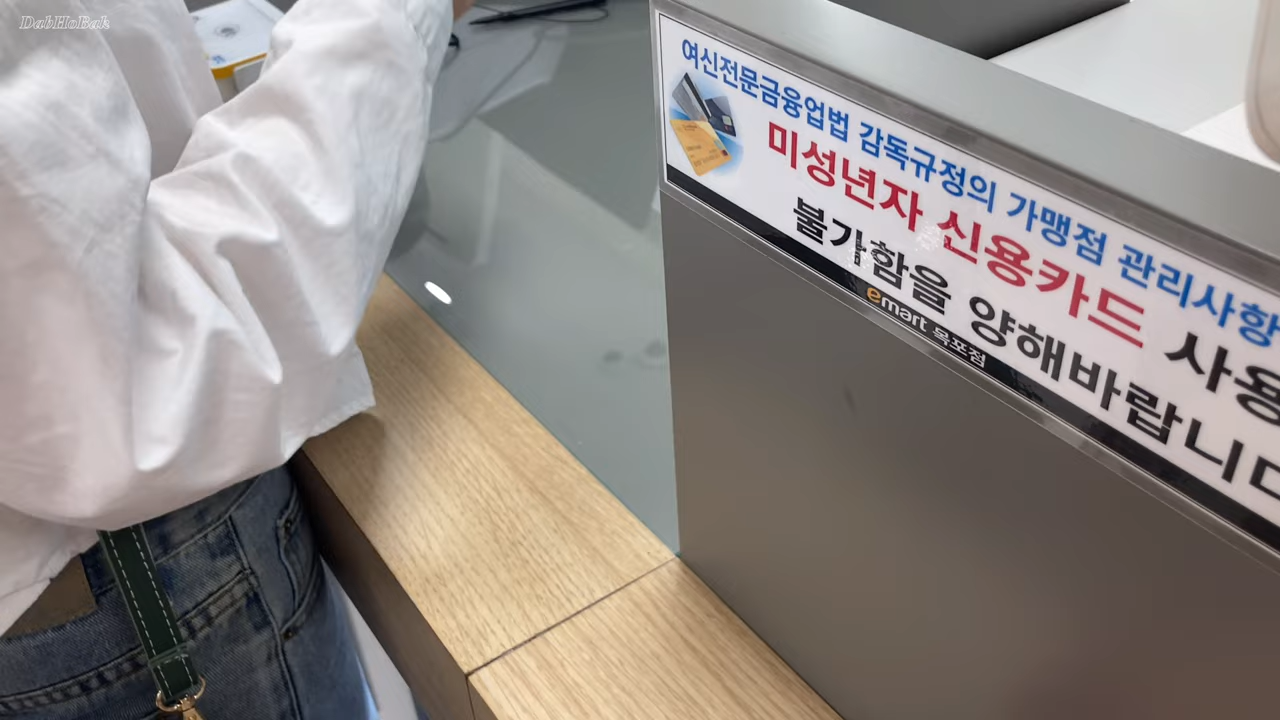 DabHoBak
여신전문금융업법 감독규정의 가맹점 관리사항
미성년자 신용카드 사용
불가함을 양해바랍니다
emart 목포점